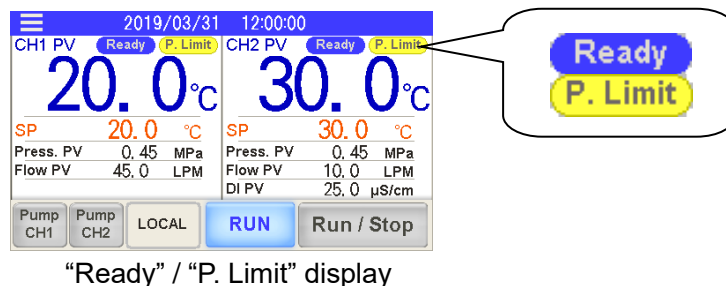 2019/03/31 12:00:00
CH1 PV Ready P. Limit
20.0℃
SP 20.0 ℃
Press. PV 0.45 MPa
Flow PV 45.0 LPM
CH2 PV Ready P. Limit
30.0℃
SP 30.0 ℃
Press. PV 0.45 MPa
Flow PV 10.0 LPM
DI PV 25.0 µS/cm
Pump CH1
Pump CH2
LOCAL
RUN
Run / Stop
Ready
P. Limit
“Ready” / “P. Limit” display